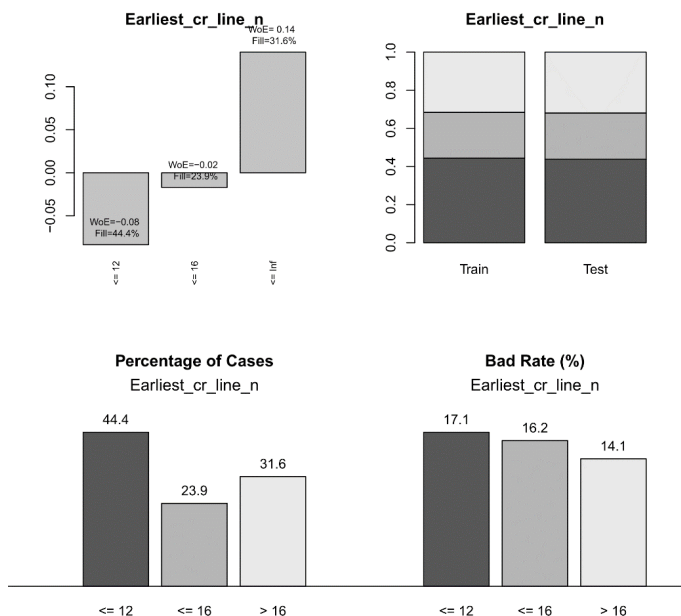 Earliest_cr_line_n
WoE= 0.14
Fill=31.6%
WoE=−0.02
Fill=23.9%
WoE=−0.08
Fill=44.4%
0.10
0.05
0.00
−0.05
<= 12
<= 16
<= Inf
Earliest_cr_line_n
1.0
0.8
0.6
0.4
0.2
0.0
Train Test
Percentage of Cases
Earliest_cr_line_n
44.4
23.9
31.6
<= 12 <= 16 > 16
Bad Rate (%)
Earliest_cr_line_n
17.1
16.2
14.1
<= 12 <= 16 > 16